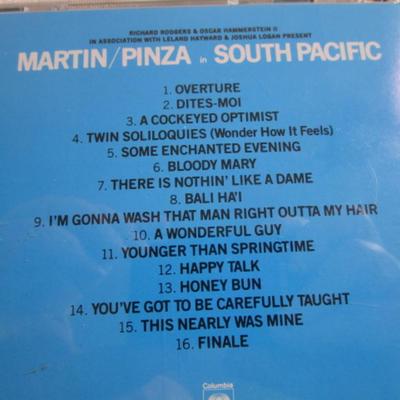 RICHARD RODGERS & OSCAR HAMMERSTEIN II
IN ASSOCIATION WITH LELAND HAYWARD & JOSHUA LOGAN PRESENT
MARTIN/PINZA in SOUTH PACIFIC
1. OVERTURE
2. DITES-MOI
3. A COCKEYED OPTIMIST
4. TWIN SOLILOQUIES (Wonder How It Feels)
5. SOME ENCHANTED EVENING
6. BLOODY MARY
7. THERE IS NOTHIN' LIKE A DAME
8. BALI HA'I
9. I'M GONNA WASH THAT MAN RIGHT OUTTA MY HAIR
10. A WONDERFUL GUY
11. YOUNGER THAN SPRINGTIME
12. HAPPY TALK
13. HONEY BUN
14. YOU'VE GOT TO BE CAREFULLY TAUGHT
15. THIS NEARLY WAS MINE
16. FINALE
Columbia